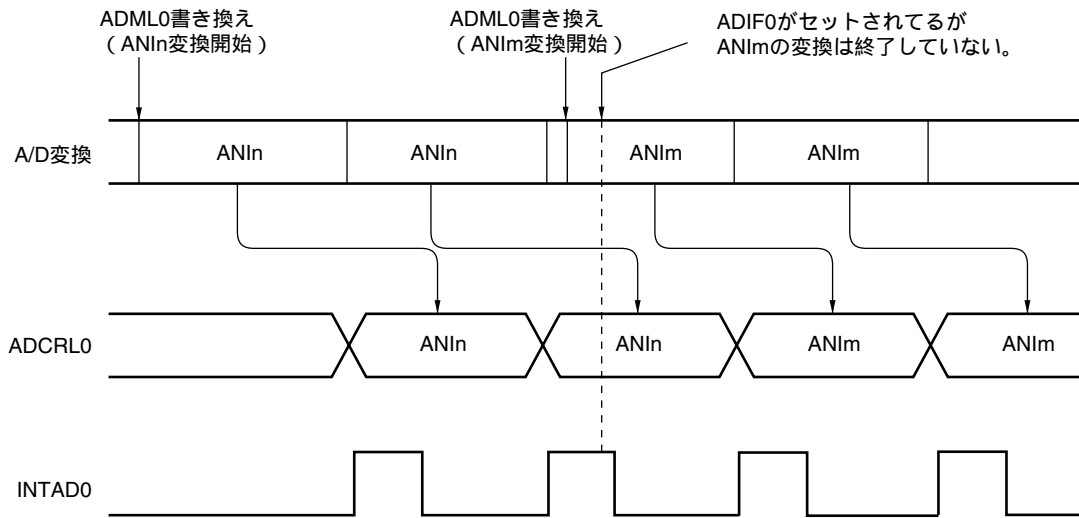 ADML0書き換え
（ANIn変換開始）
ADML0書き換え
（ANIm変換開始）
ADIF0がセットされてるが
ANImの変換は終了していない。
A/D変換
ANIn
ANIn
ANIm
ANIm
ADCRL0
ANIn
ANIn
ANIm
ANIm
INTAD0